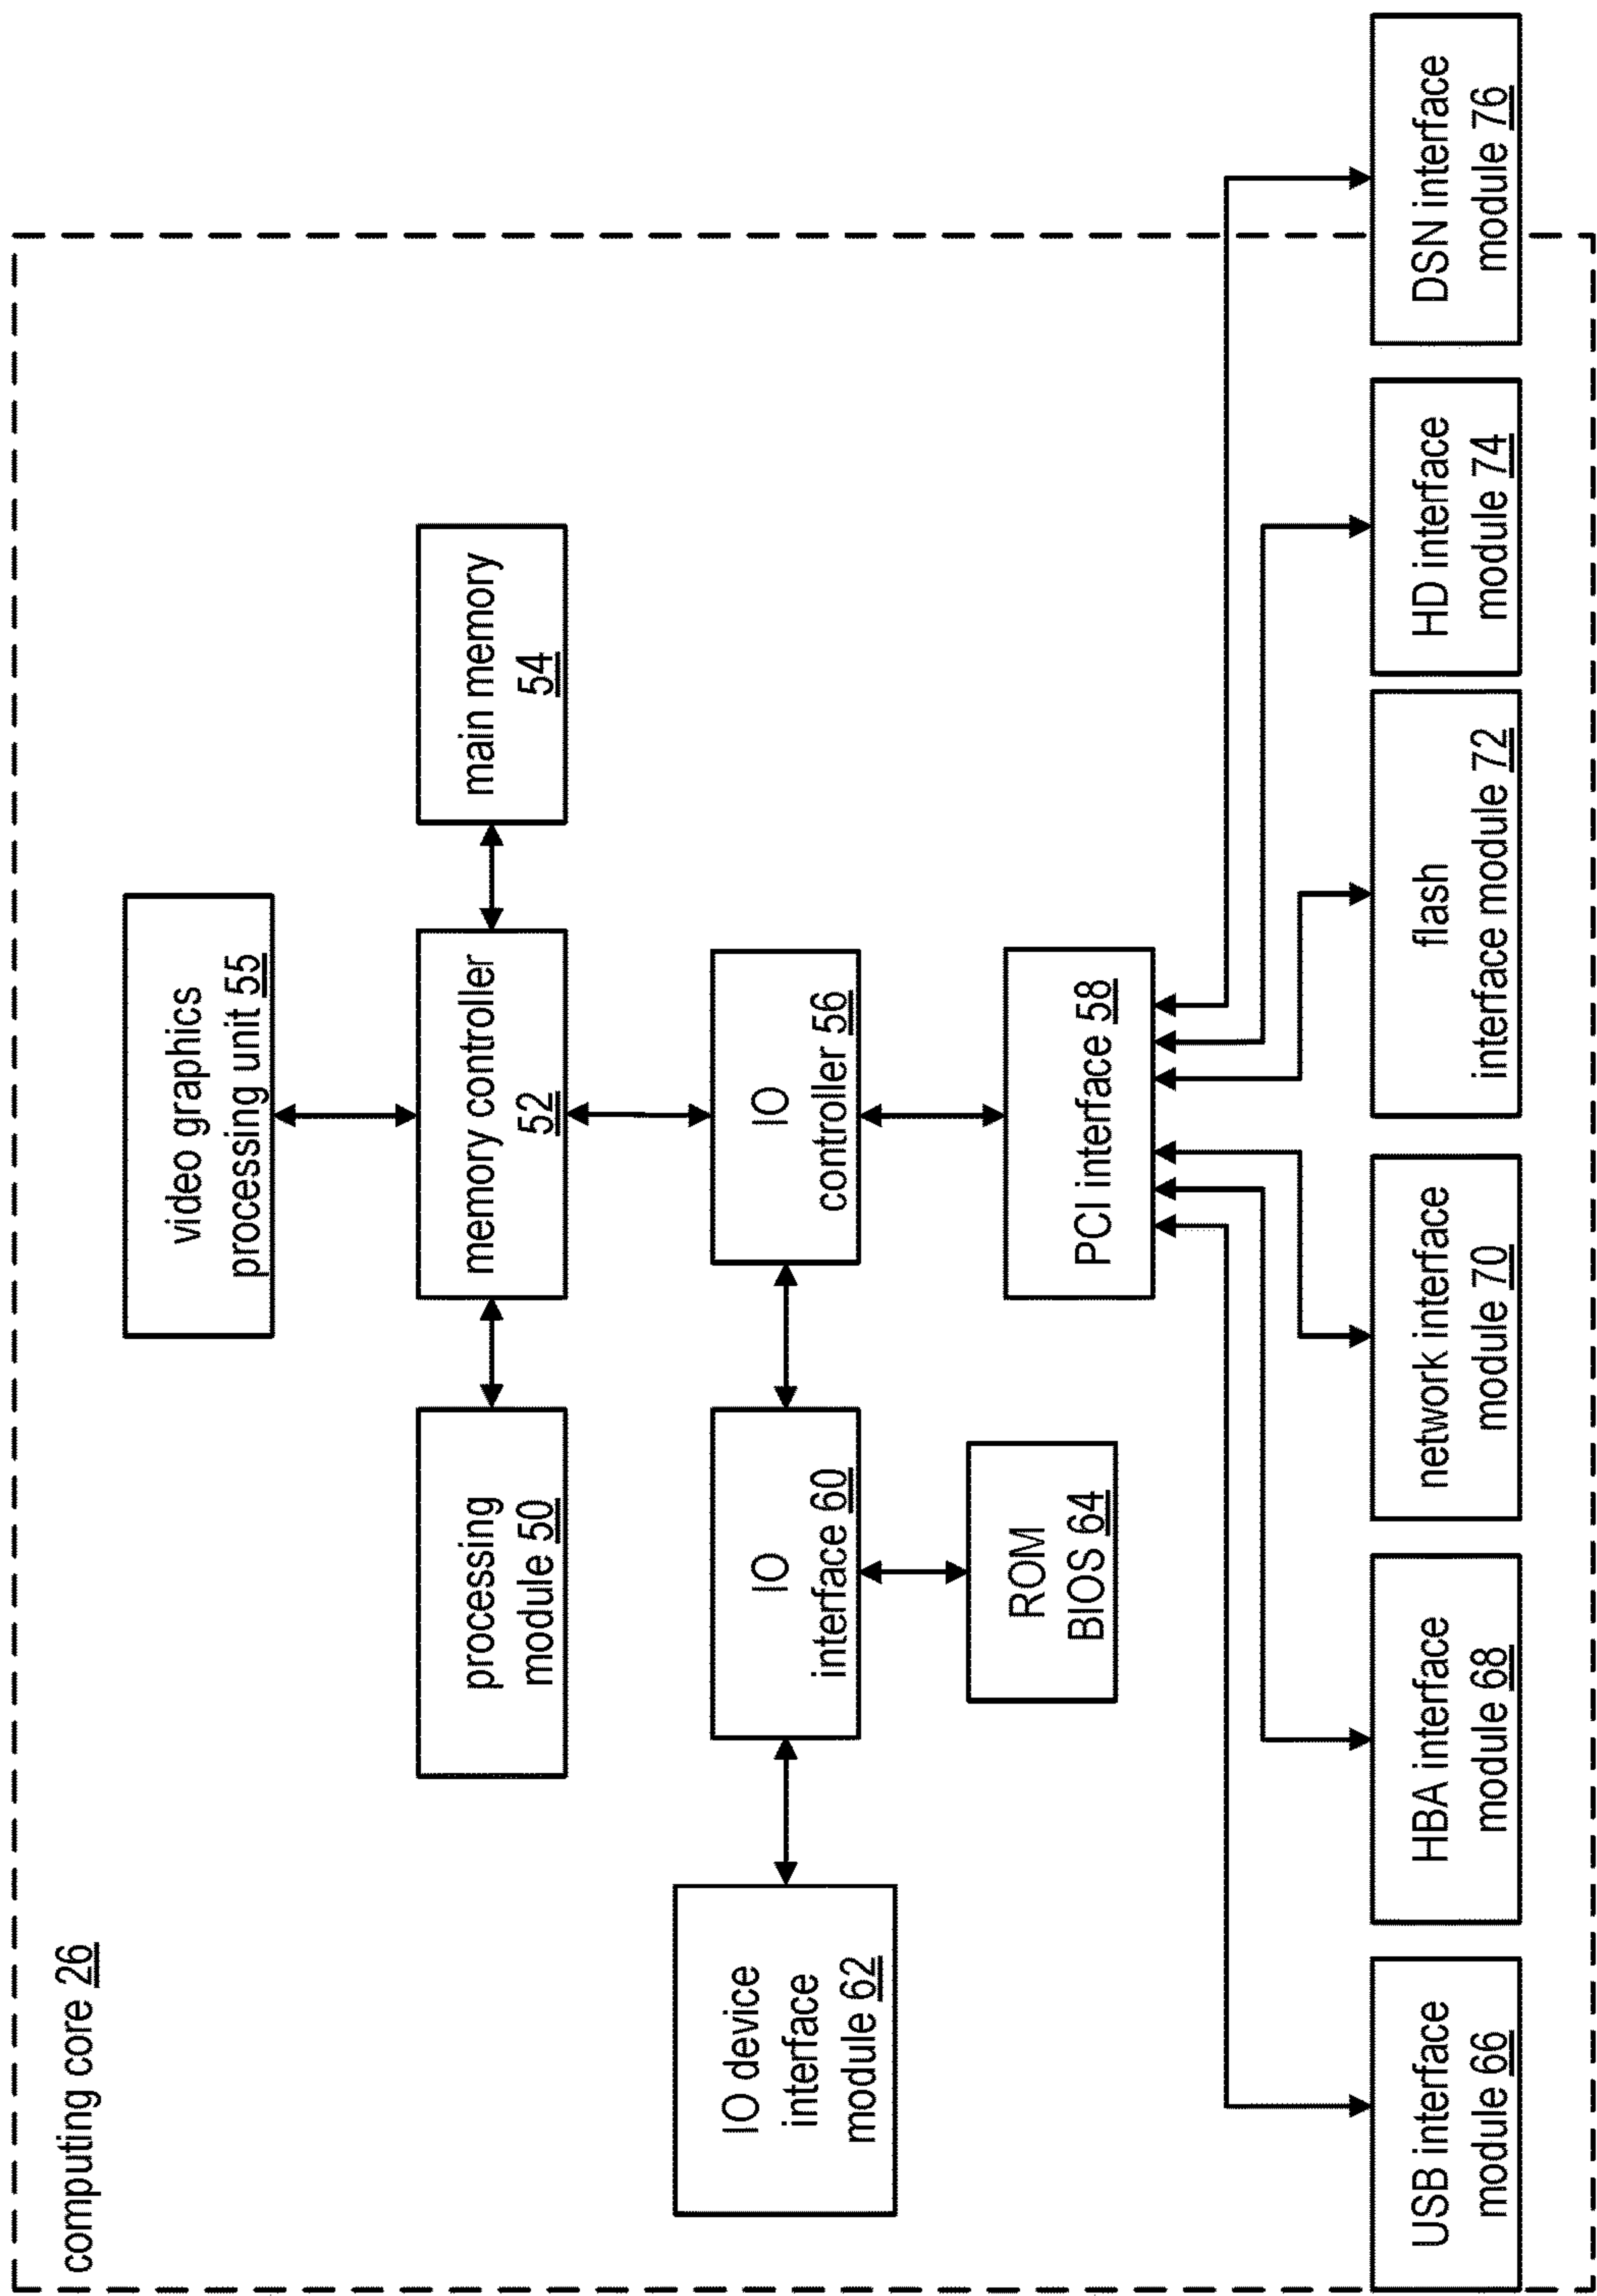 computing core 26
video graphics
processing unit 55
processing
module 50
memory controller
52
main memory
54
IO device
interface
module 62
IO
interface 60
IO
controller 56
ROM
BIOS 64
PCI interface 58
USB interface
module 66
HBA interface
module 68
network interface
module 70
flash
interface module 72
HD interface
module 74
DSN interface
module 76